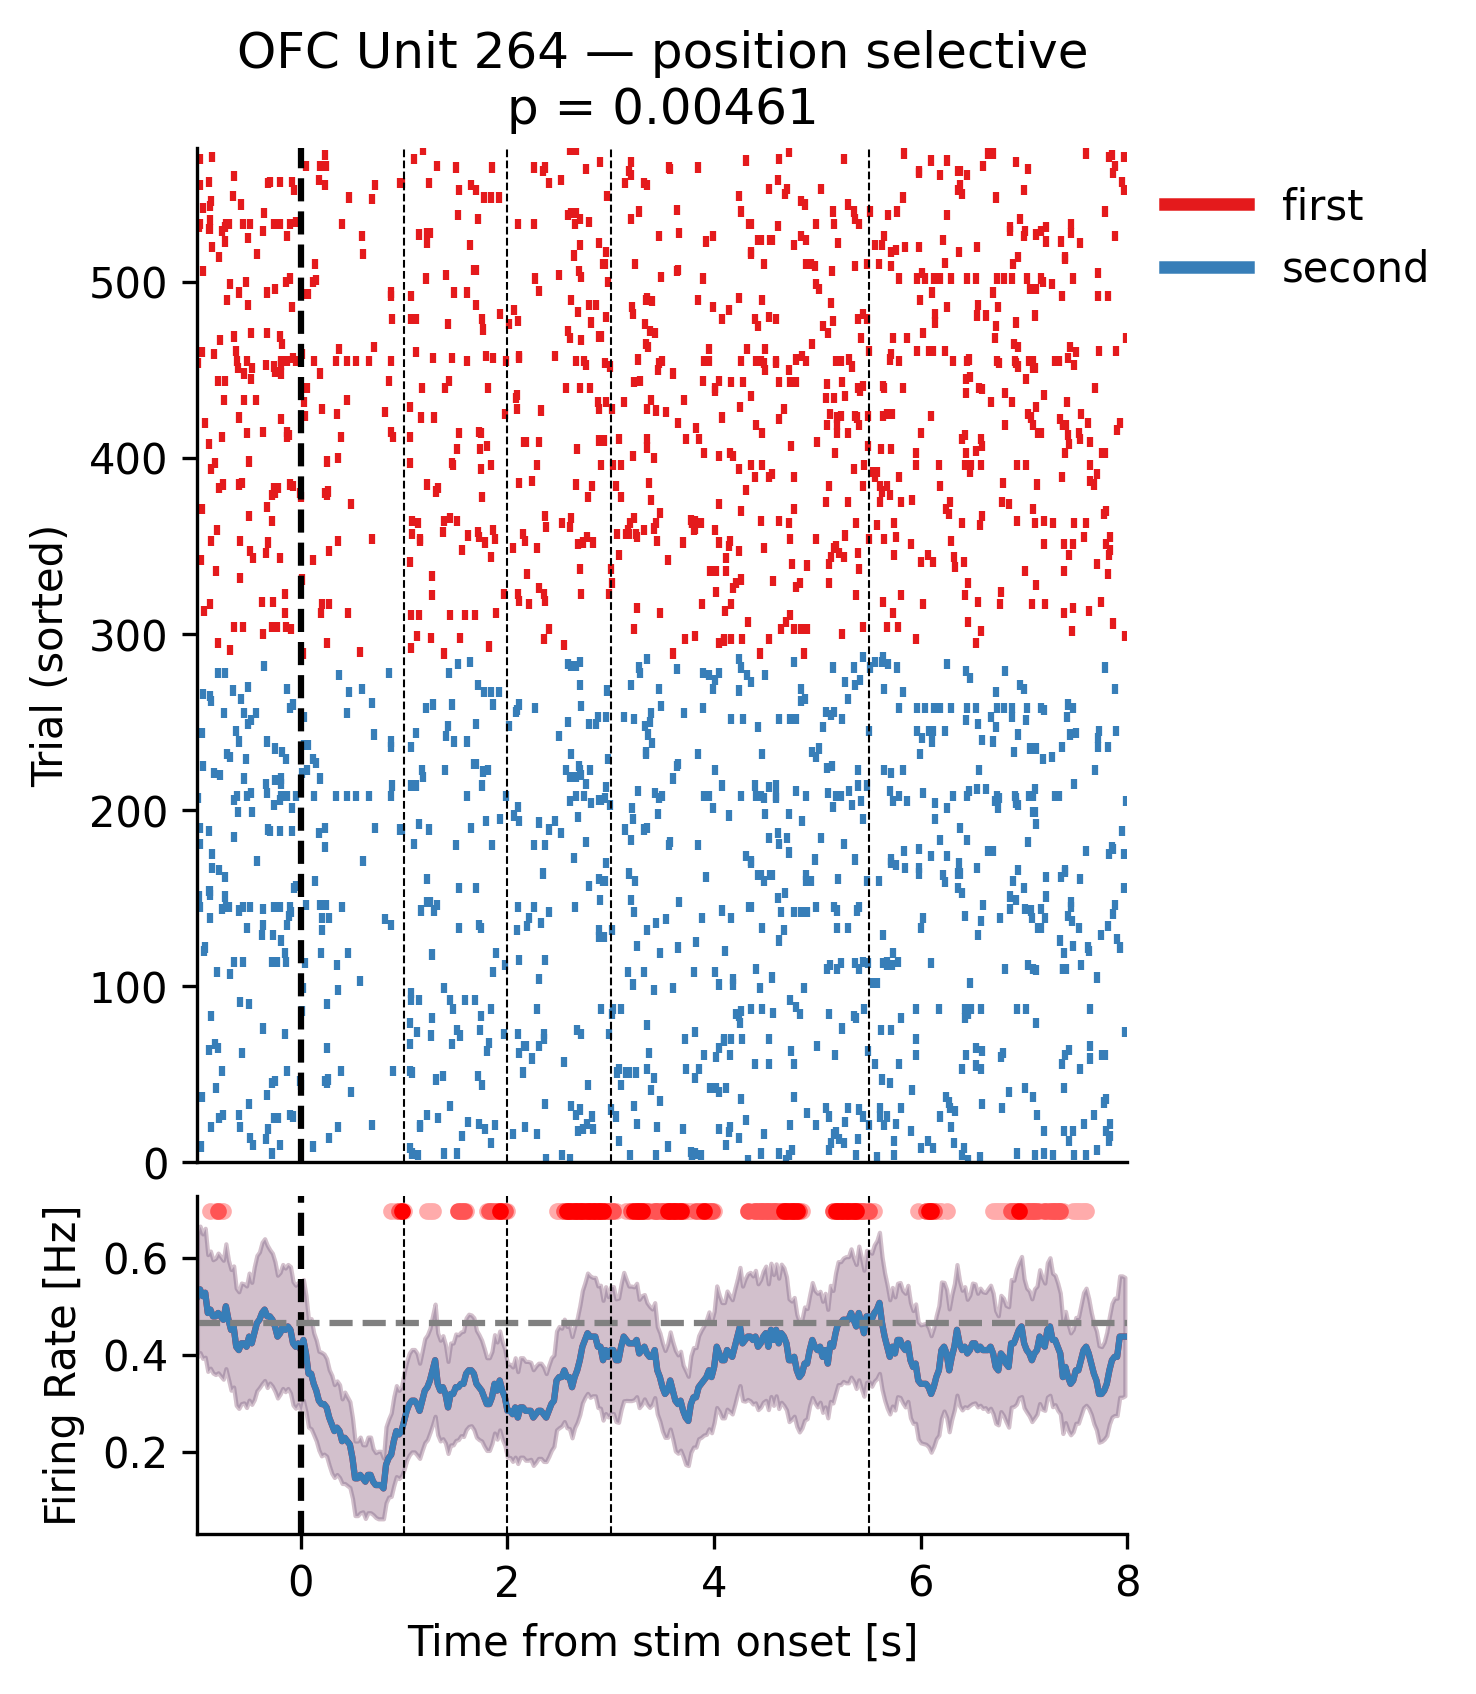 OFC Unit 264 — position selective
p = 0.00461
first
second
Trial (sorted)
500
400
300
200
100
0
Firing Rate [Hz]
0.6
0.4
0.2
0 2 4 6 8
Time from stim onset [s]